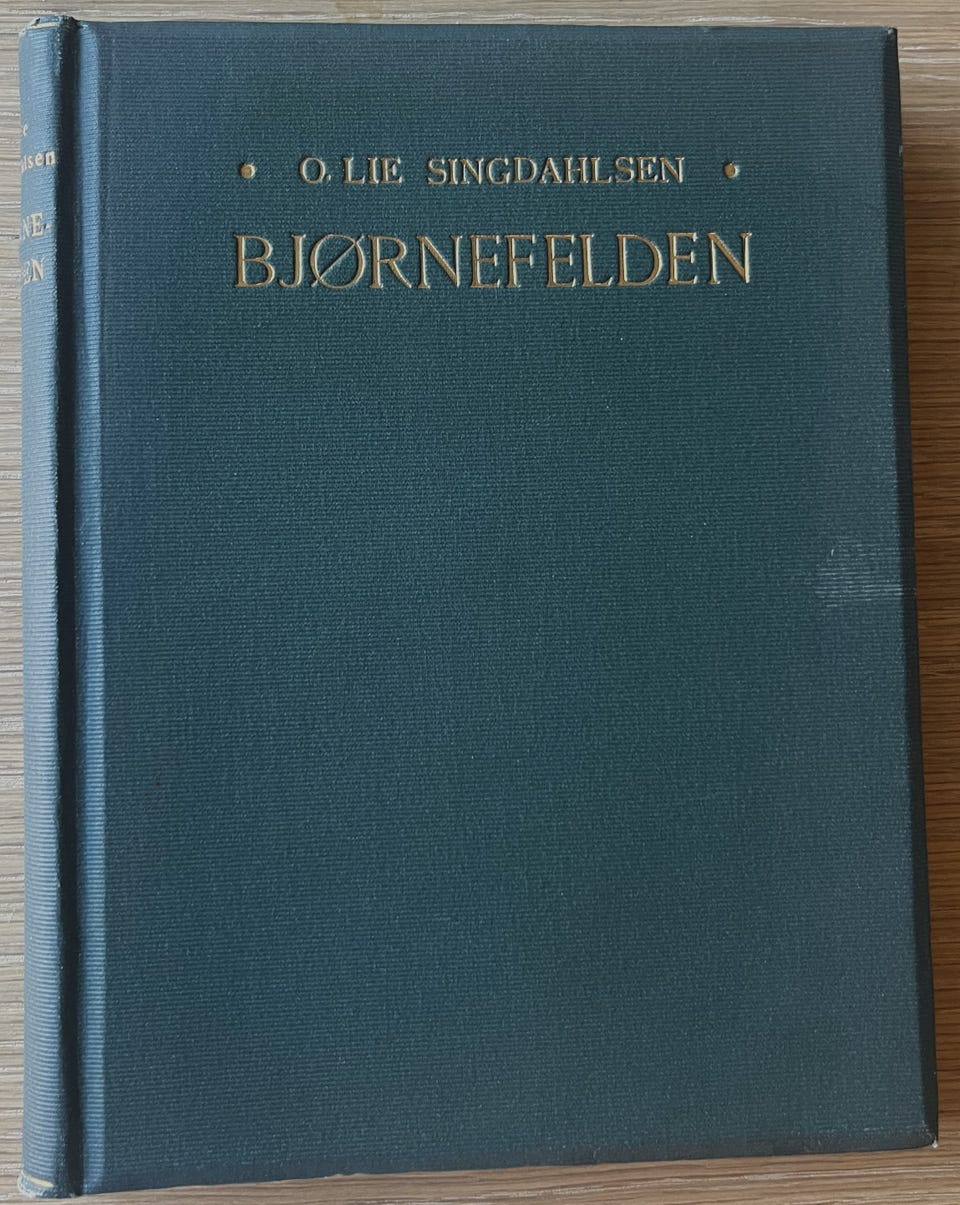 • O. LIE SINGDAHLSEN •
BJØRNEFELDEN